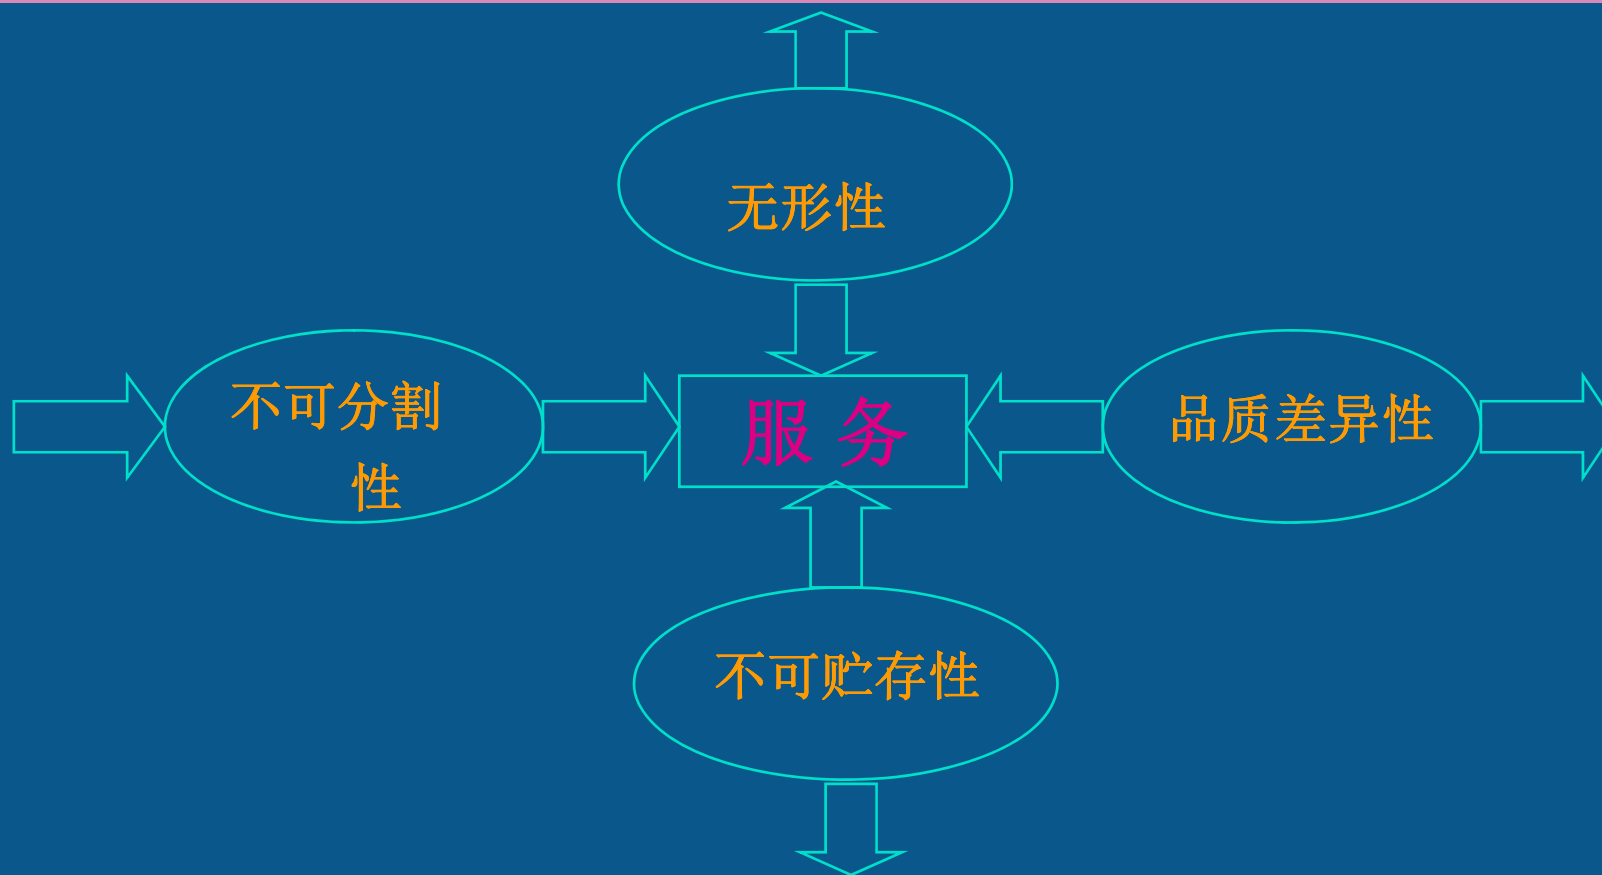 无形性
不可分割
性
服务
品质差异性
不可贮存性